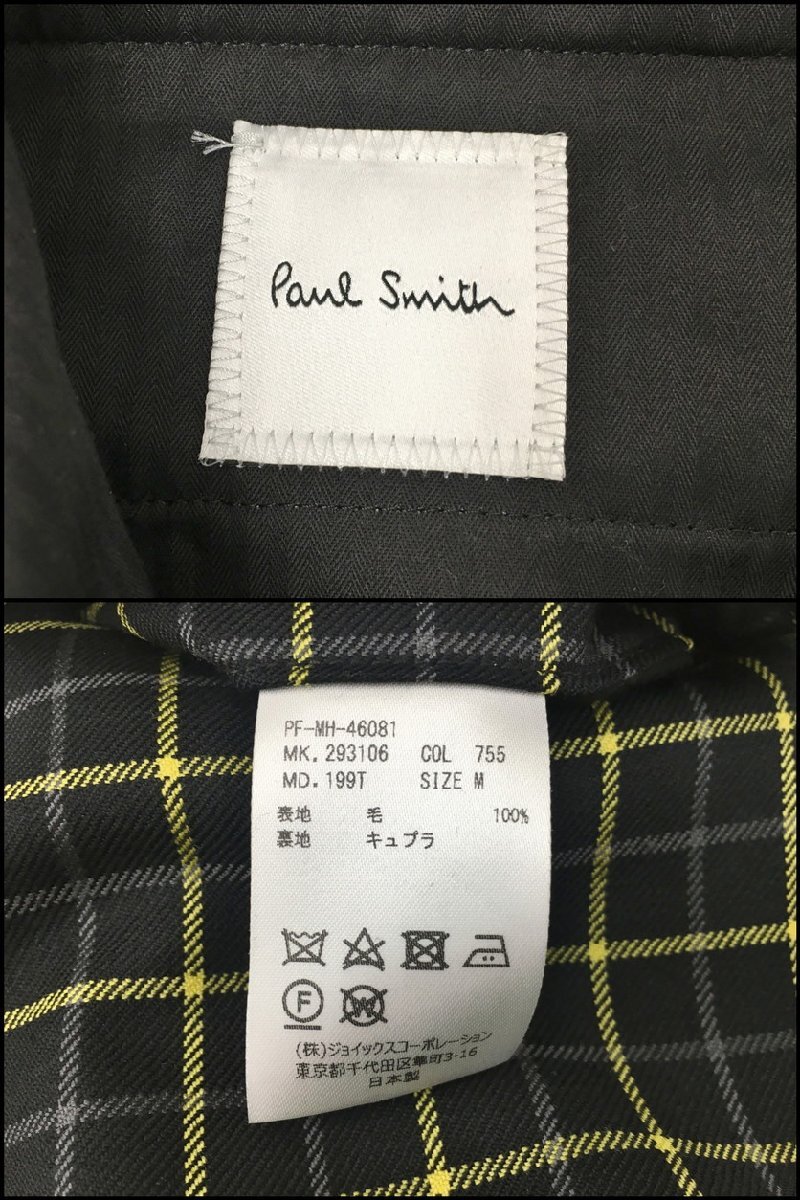 Paul Smith
PF-MH-46081
MK.293106 COL 755
MD.199T SIZE M
表地 毛 100%
裏地 キュプラ
F
W
(株)ジョイックスコーポレーション
東京都千代田区麹町3-16
日本製